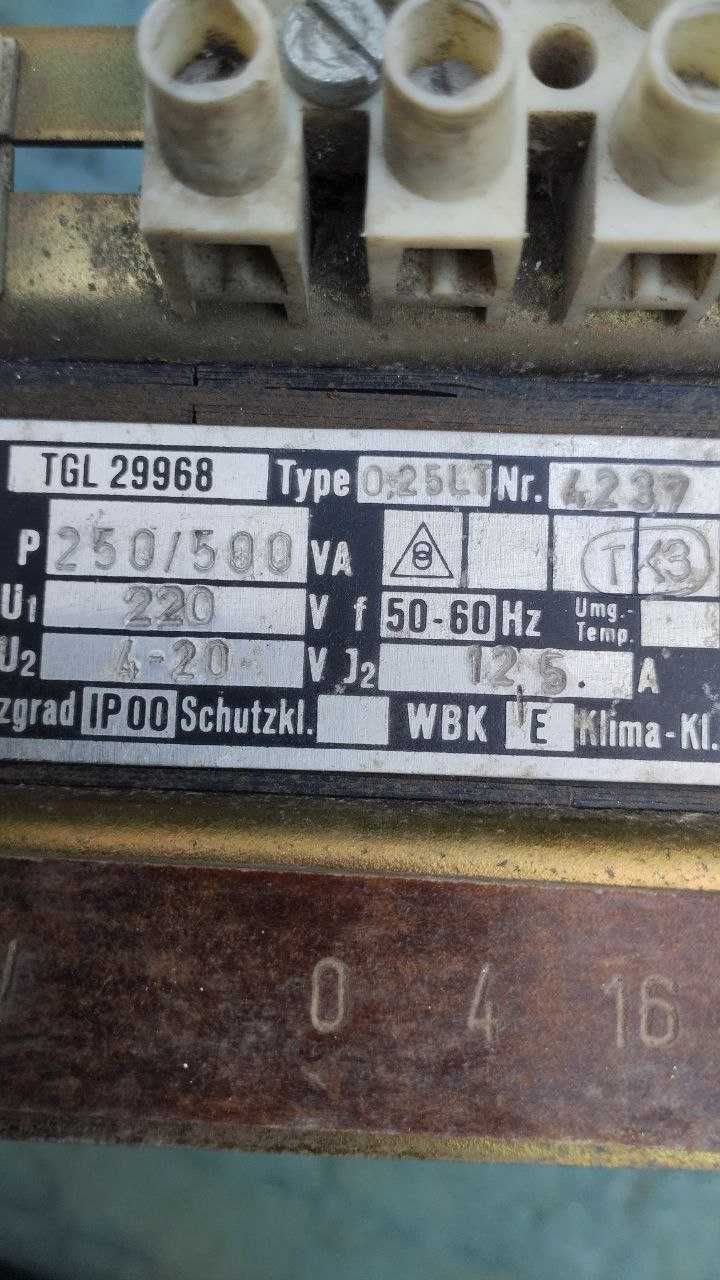 TGL 29968 Type 0,25LT Nr. 4237
P 250/500 VA T <3
U1 220 V f 50-60 Hz Umg.-Temp.
U2 4-20- V J2 12 5. A
zgrad IP00 Schutzkl. WBK E Klima-Kl.
0 4 16